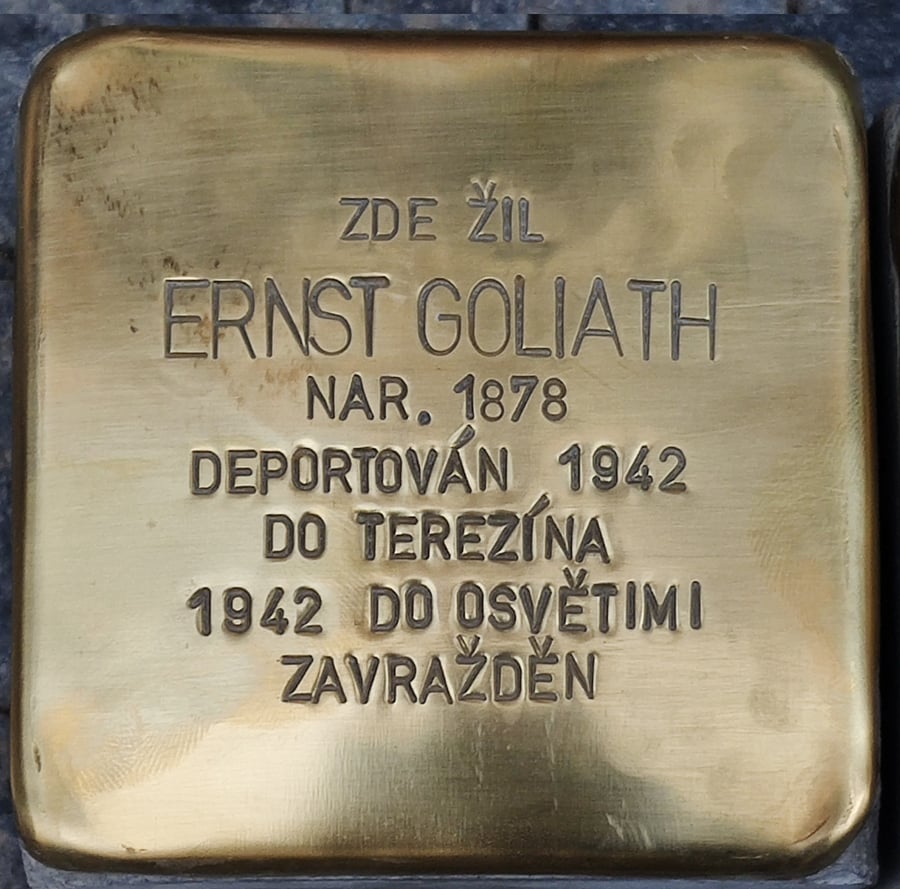 ZDE ŽIL
ERNST GOLIATH
NAR. 1878
DEPORTOVÁN 1942
DO TEREZÍNA
1942 DO OSVĚTIMI
ZAVRAŽDĚN